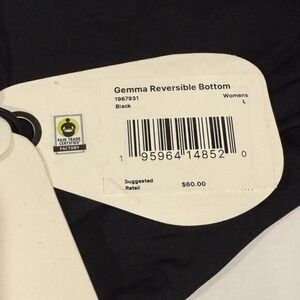 Gemma Reversible Bottom
1967931 Womens
Black L
FAIR TRADE
CERTIFIED
FACTORY
1 95964 14852 0
Suggested
Retail $60.00